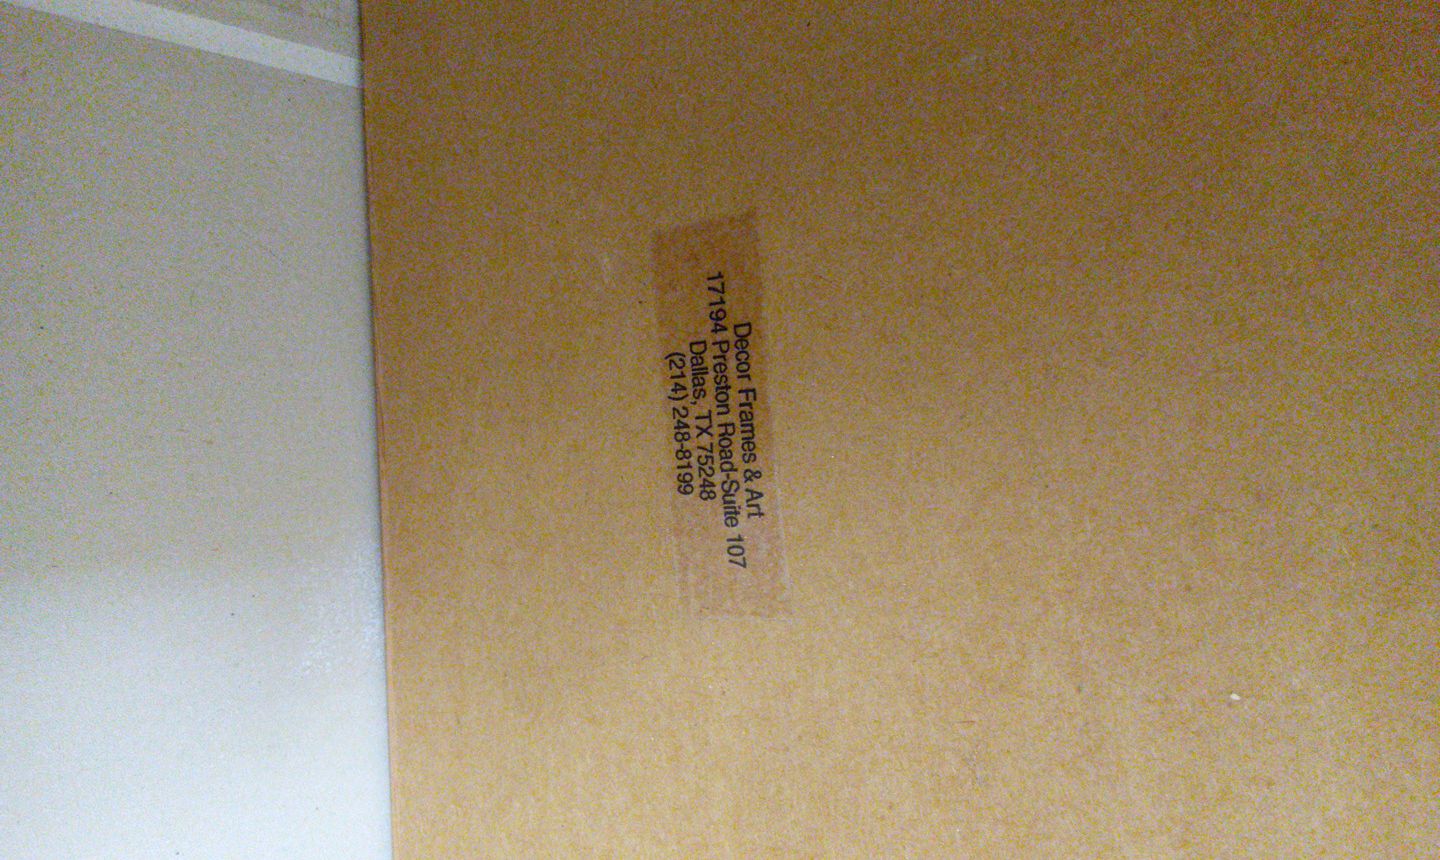 Decor Frames & Art
17194 Preston Road-Suite 107
Dallas, TX 75248
(214) 248-8199